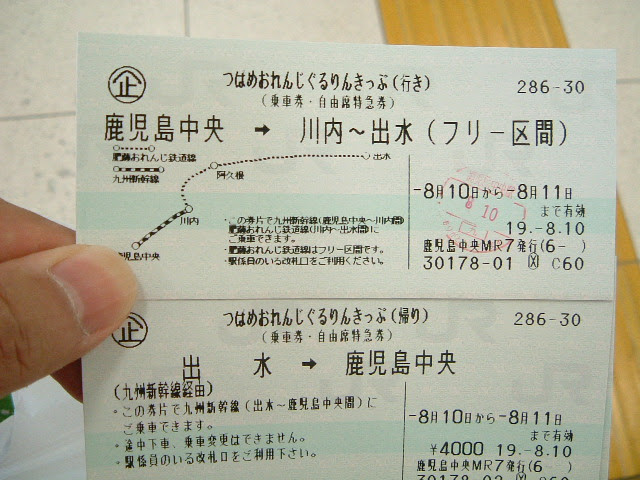 企 つばめおれんじぐるりんきっぷ(行き) 286-30
(乗車券・自由席特急券)
鹿児島中央 → 川内～出水(フリー区間)
肥薩おれんじ鉄道線
九州新幹線
阿久根
出水
川内
鹿児島中央
・この券片で九州新幹線(鹿児島中央～川内間)
肥薩おれんじ鉄道線(川内～出水間)に
ご乗車できます。
・肥薩おれんじ鉄道線はフリー区間です。
・駅係員のいる改札口をご利用ください。
-8月10日から-8月11日
まで有効
8.10
19.-8.10
鹿児島中央MR7発行(6- )
30178-01 ☒ C60
企 つばめおれんじぐるりんきっぷ(帰り) 286-30
(乗車券・自由席特急券)
出 水 → 鹿児島中央
(九州新幹線経由)
・この券片で九州新幹線(出水～鹿児島中央間)に
ご乗車できます。
・途中下車、乗車変更はできません。
・駅係員のいる改札口をご利用下さい。
-8月10日から-8月11日
まで有効
¥4000 19.-8.10
鹿児島中央MR7発行(6- )
30178-02 ☒ C60